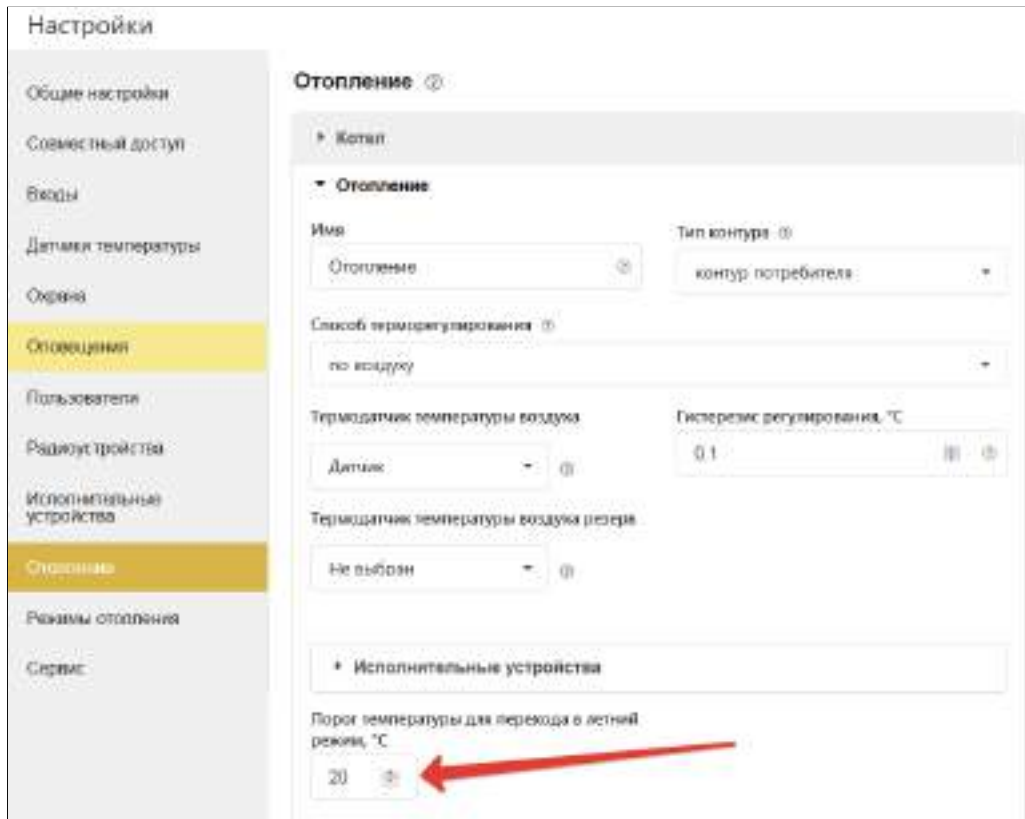 Настройки
Общие настройки
Совместный доступ
Входы
Датчики температуры
Охрана
Оповещения
Пользователи
Радиоустройства
Исполнительные
устройства
Отопление
Режимы отопления
Сервис
Отопление
Котел
Отопление
Имя
Тип контура
Отопление
контур потребителя
Способ терморегулирования
по воздуху
Термодатчик температуры воздуха
Гистерезис регулирования, °C
Датчик
0.1
Термодатчик температуры воздуха резерв
Не выбран
Исполнительные устройства
Порог температуры для перехода в летний
режим, °C
20